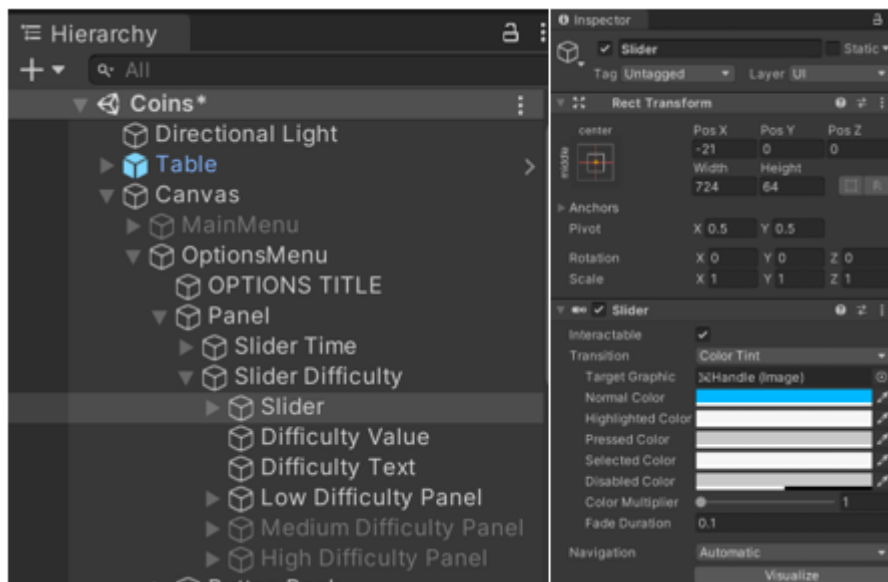 Hierarchy
All
Coins*
Directional Light
Table
Canvas
MainMenu
OptionsMenu
OPTIONS TITLE
Panel
Slider Time
Slider Difficulty
Slider
Difficulty Value
Difficulty Text
Low Difficulty Panel
Medium Difficulty Panel
High Difficulty Panel
Inspector
Slider Static
Tag Untagged Layer UI
Rect Transform
center Pos X Pos Y Pos Z
middle -21 0 0
Width Height
724 64 R
Anchors
Pivot X 0.5 Y 0.5
Rotation X 0 Y 0 Z 0
Scale X 1 Y 1 Z 1
Slider
Interactable
Transition Color Tint
Target Graphic Handle (Image)
Normal Color
Highlighted Color
Pressed Color
Selected Color
Disabled Color
Color Multiplier 1
Fade Duration 0.1
Navigation Automatic
Visualize